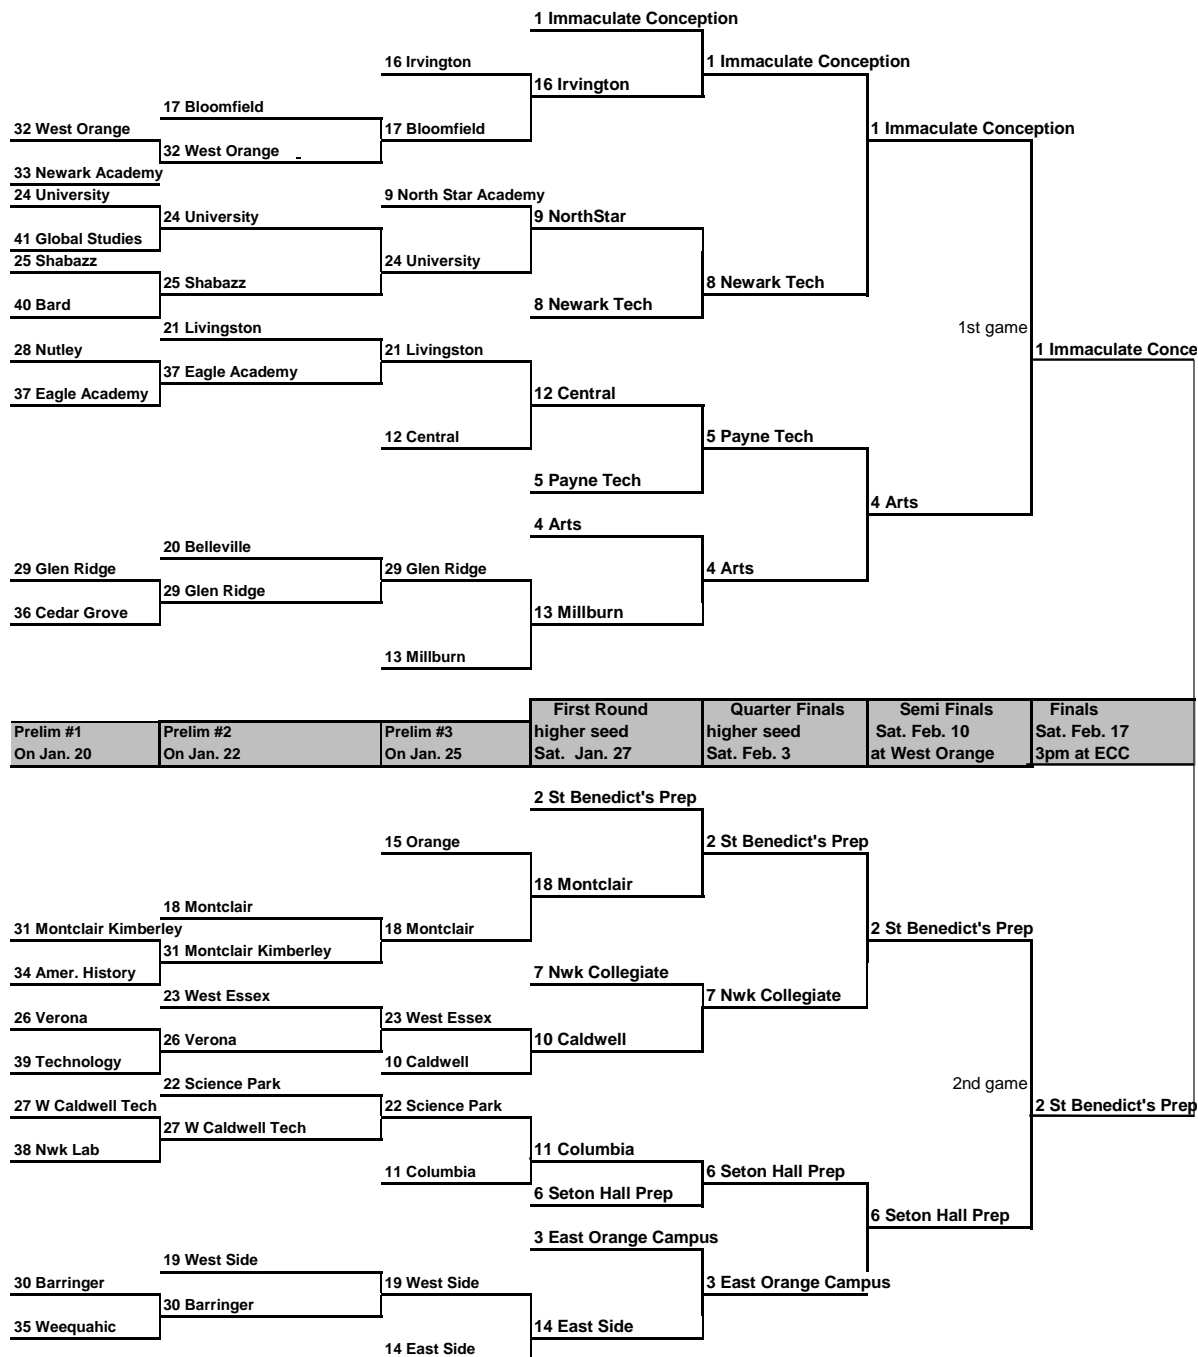 1 Immaculate Conception
16 Irvington
1 Immaculate Conception
16 Irvington
17 Bloomfield
32 West Orange
17 Bloomfield
1 Immaculate Conception
32 West Orange
33 Newark Academy
24 University
9 North Star Academy
24 University
9 NorthStar
41 Global Studies
25 Shabazz
24 University
25 Shabazz
8 Newark Tech
40 Bard
8 Newark Tech
21 Livingston
1st game
28 Nutley
21 Livingston
1 Immaculate Conce
37 Eagle Academy
37 Eagle Academy
12 Central
12 Central
5 Payne Tech
5 Payne Tech
4 Arts
4 Arts
20 Belleville
29 Glen Ridge
29 Glen Ridge
4 Arts
29 Glen Ridge
36 Cedar Grove
13 Millburn
13 Millburn
First Round
Quarter Finals
Semi Finals
Finals
Prelim #1
Prelim #2
Prelim #3
higher seed
higher seed
Sat. Feb. 10
Sat. Feb. 17
On Jan. 20
On Jan. 22
On Jan. 25
Sat. Jan. 27
Sat. Feb. 3
at West Orange
3pm at ECC
2 St Benedict's Prep
15 Orange
2 St Benedict's Prep
18 Montclair
18 Montclair
31 Montclair Kimberley
18 Montclair
2 St Benedict's Prep
31 Montclair Kimberley
34 Amer. History
7 Nwk Collegiate
23 West Essex
7 Nwk Collegiate
26 Verona
23 West Essex
26 Verona
10 Caldwell
39 Technology
10 Caldwell
22 Science Park
2nd game
27 W Caldwell Tech
22 Science Park
2 St Benedict's Prep
27 W Caldwell Tech
38 Nwk Lab
11 Columbia
11 Columbia
6 Seton Hall Prep
6 Seton Hall Prep
6 Seton Hall Prep
3 East Orange Campus
19 West Side
30 Barringer
19 West Side
3 East Orange Campus
30 Barringer
35 Weequahic
14 East Side
14 East Side